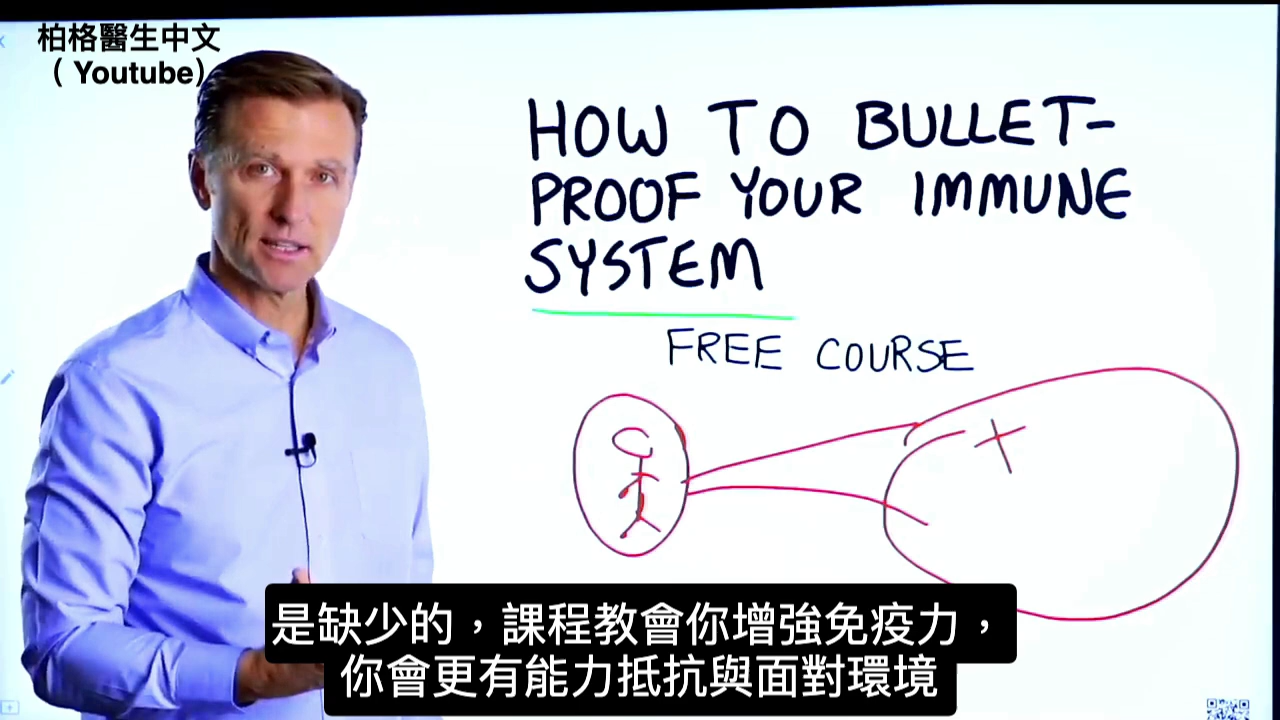 柏格醫生中文
（ Youtube）
HOW TO BULLET-
PROOF YOUR IMMUNE
SYSTEM
FREE COURSE
是缺少的，課程教會你增強免疫力，
你會更有能力抵抗與面對環境